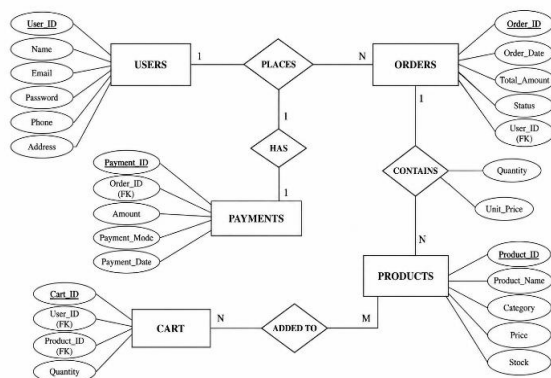 User_ID
Name
Email
Password
Phone
Address
USERS
1
PLACES
N
ORDERS
Order_ID
Order_Date
Total_Amount
Status
User_ID
(FK)
1
HAS
1
Payment_ID
Order_ID
(FK)
Amount
Payment_Mode
Payment_Date
PAYMENTS
1
CONTAINS
Quantity
Unit_Price
N
PRODUCTS
Product_ID
Product_Name
Category
Price
Stock
Cart_ID
User_ID
(FK)
Product_ID
(FK)
Quantity
CART
N
ADDED TO
M